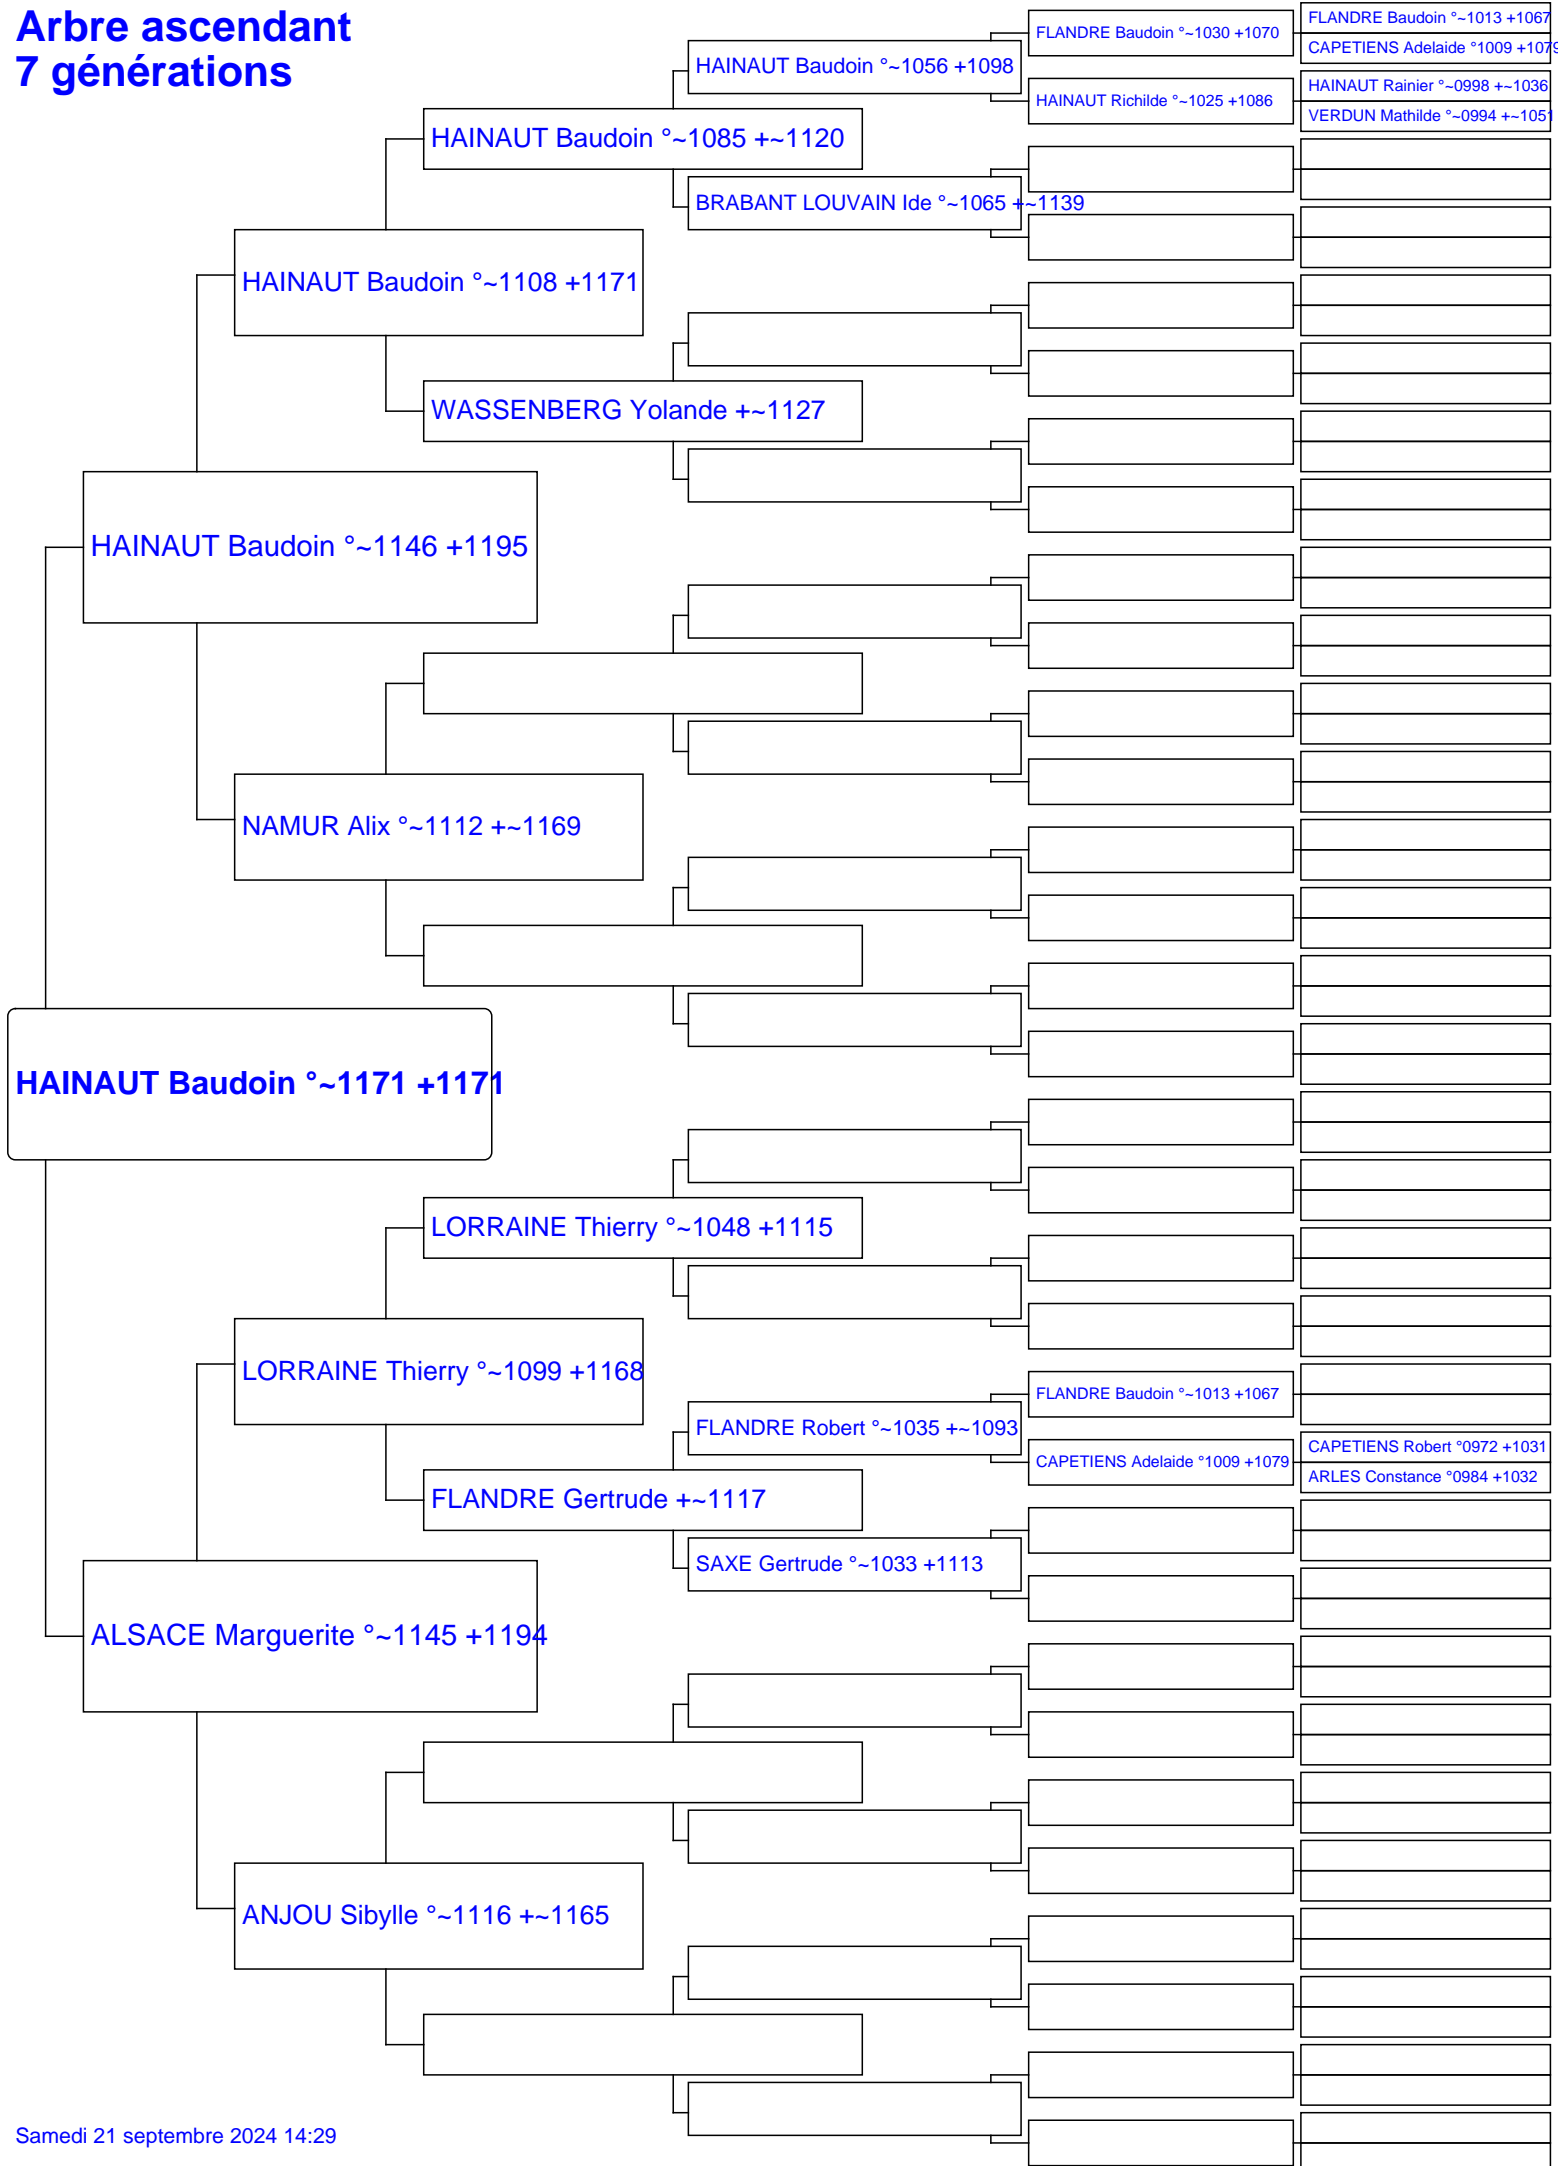 Arbre ascendant
7 générations
FLANDRE Baudoin °~1013 +1067
FLANDRE Baudoin °~1030 +1070
CAPETIENS Adelaide °1009 +1079
HAINAUT Baudoin °~1056 +1098
HAINAUT Rainier °~0998 +~1036
HAINAUT Richilde °~1025 +1086
VERDUN Mathilde °~0994 +~1051
HAINAUT Baudoin °~1085 +~1120
BRABANT LOUVAIN Ide °~1065 +~1139
HAINAUT Baudoin °~1108 +1171
WASSENBERG Yolande +~1127
HAINAUT Baudoin °~1146 +1195
NAMUR Alix °~1112 +~1169
HAINAUT Baudoin °~1171 +1171
LORRAINE Thierry °~1048 +1115
LORRAINE Thierry °~1099 +1168
FLANDRE Baudoin °~1013 +1067
FLANDRE Robert °~1035 +~1093
CAPETIENS Robert °0972 +1031
CAPETIENS Adelaide °1009 +1079
ARLES Constance °0984 +1032
FLANDRE Gertrude +~1117
SAXE Gertrude °~1033 +1113
ALSACE Marguerite °~1145 +1194
ANJOU Sibylle °~1116 +~1165
Samedi 21 septembre 2024 14:29